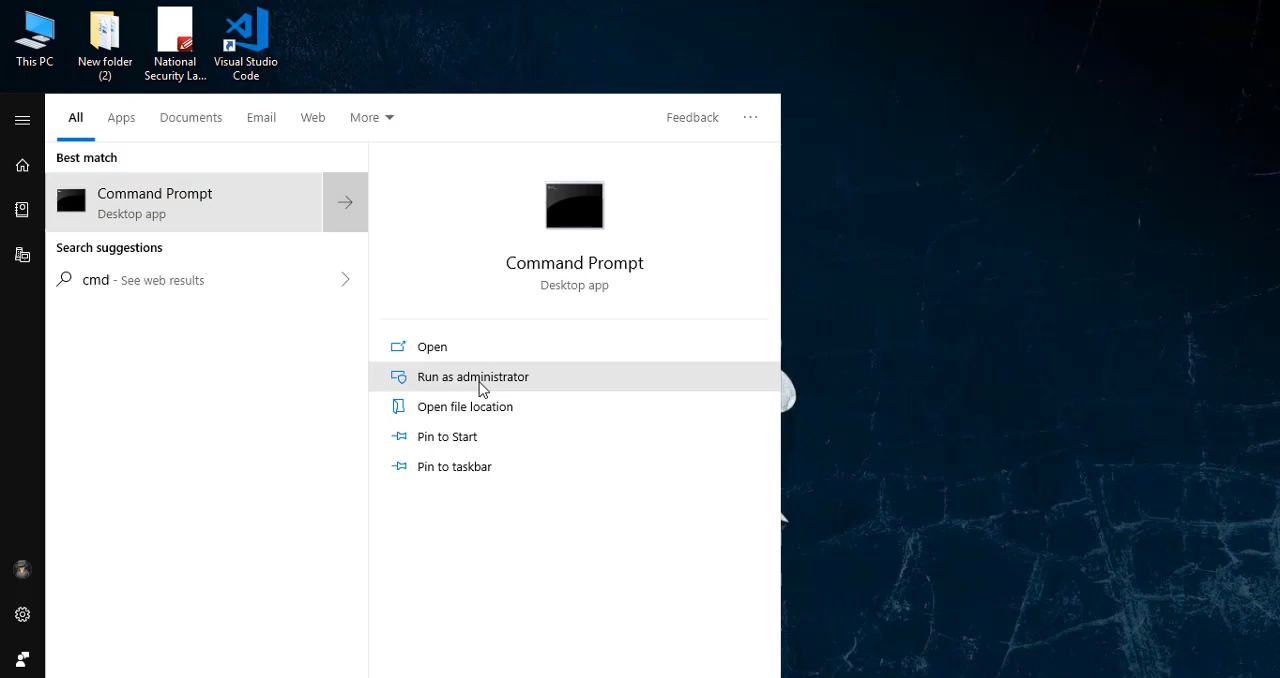 This PC
New folder
(2)
National
Security La...
Visual Studio
Code
All
Apps
Documents
Email
Web
More
Feedback
...
Best match
Command Prompt
Desktop app
Search suggestions
cmd - See web results
Command Prompt
Desktop app
Open
Run as administrator
Open file location
Pin to Start
Pin to taskbar